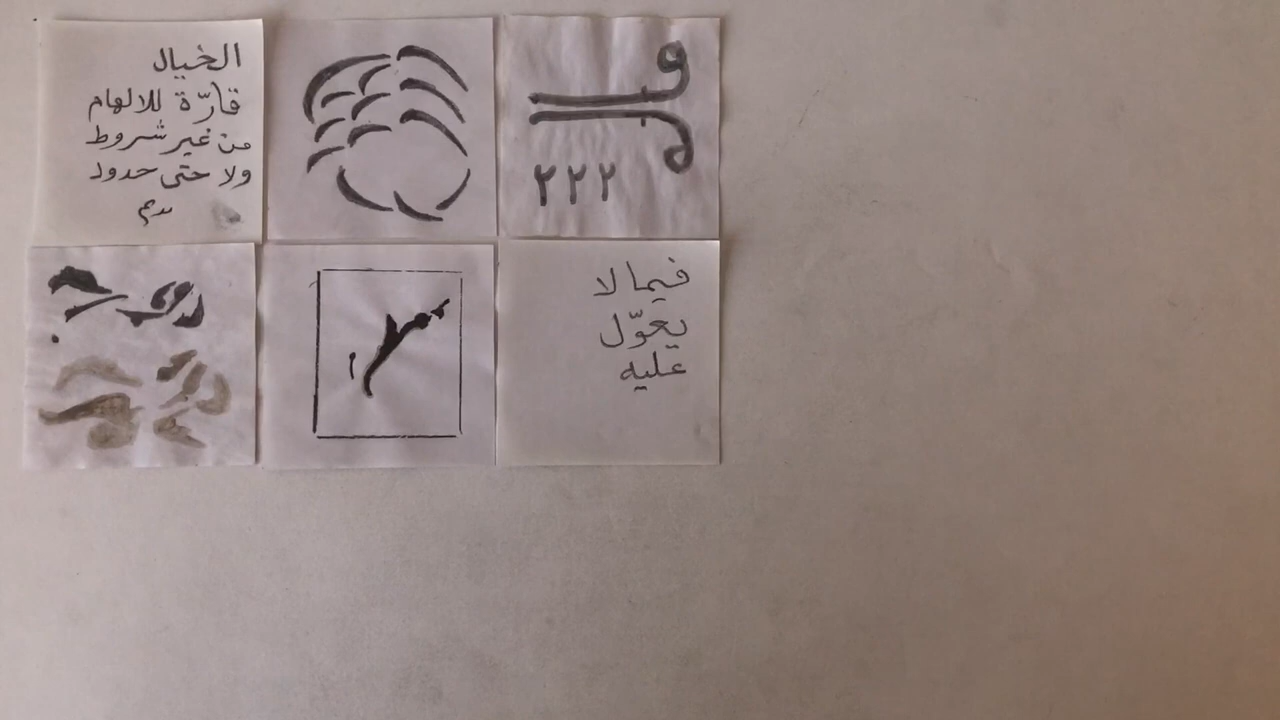 ٢٢٢
الخيال
قارّة للالهام
من غير شروط
ولا حتى حدود
فيما لا
يعوّل
عليه